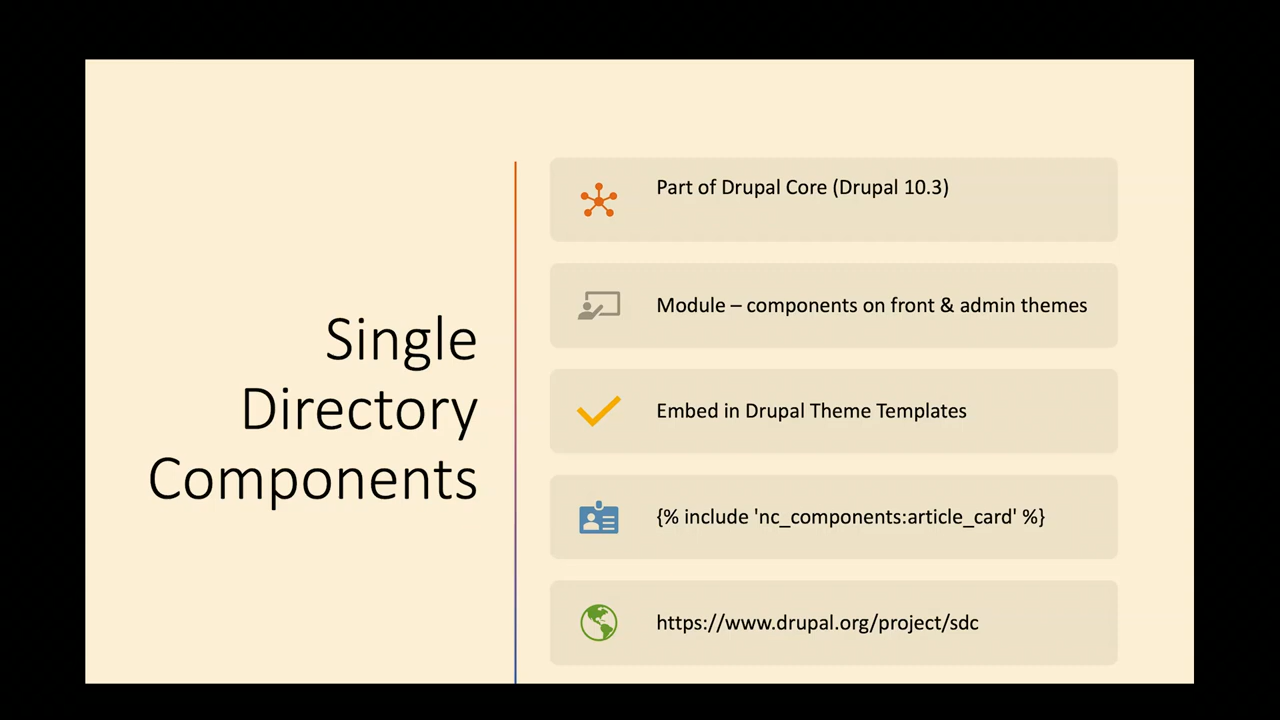 Single
Directory
Components
Part of Drupal Core (Drupal 10.3)
Module – components on front & admin themes
Embed in Drupal Theme Templates
{% include 'nc_components:article_card' %}
https://www.drupal.org/project/sdc